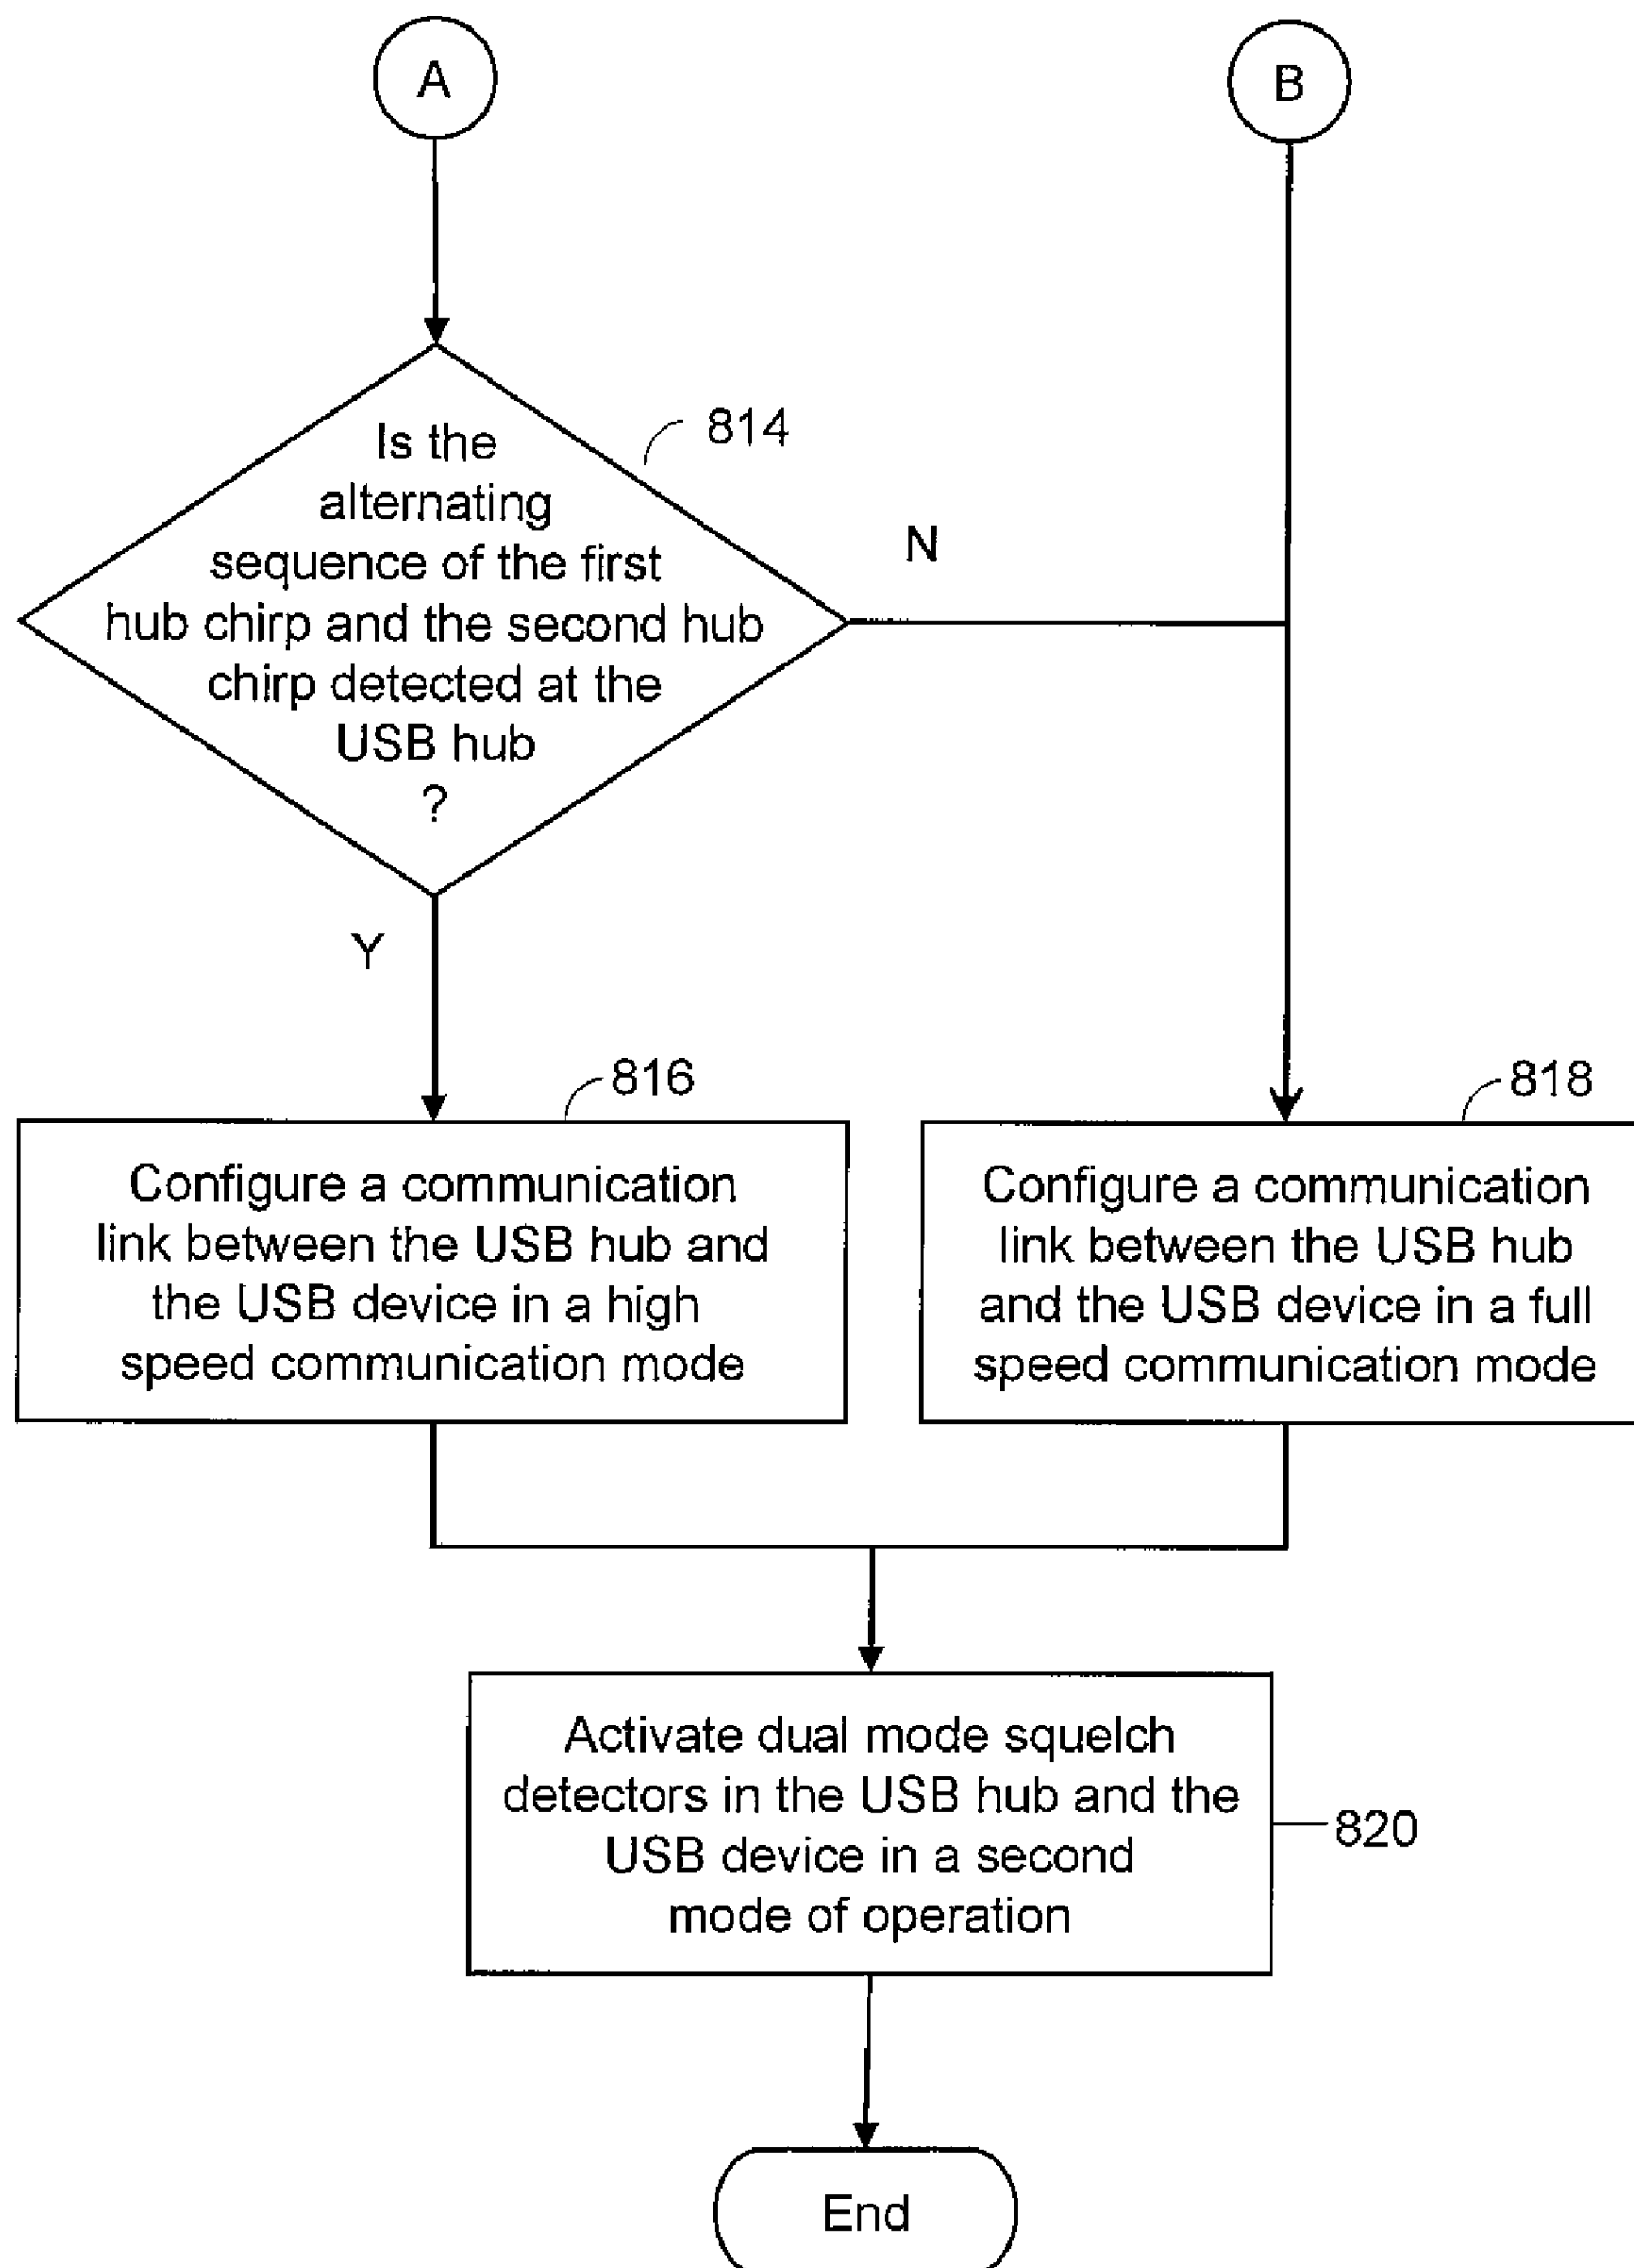 A
B
Is the
alternating
sequence of the first
hub chirp and the second hub
chirp detected at the
USB hub
?
814
N
Y
816
Configure a communication
link between the USB hub and
the USB device in a high
speed communication mode
818
Configure a communication
link between the USB hub
and the USB device in a full
speed communication mode
Activate dual mode squelch
detectors in the USB hub and the
USB device in a second
mode of operation
820
End